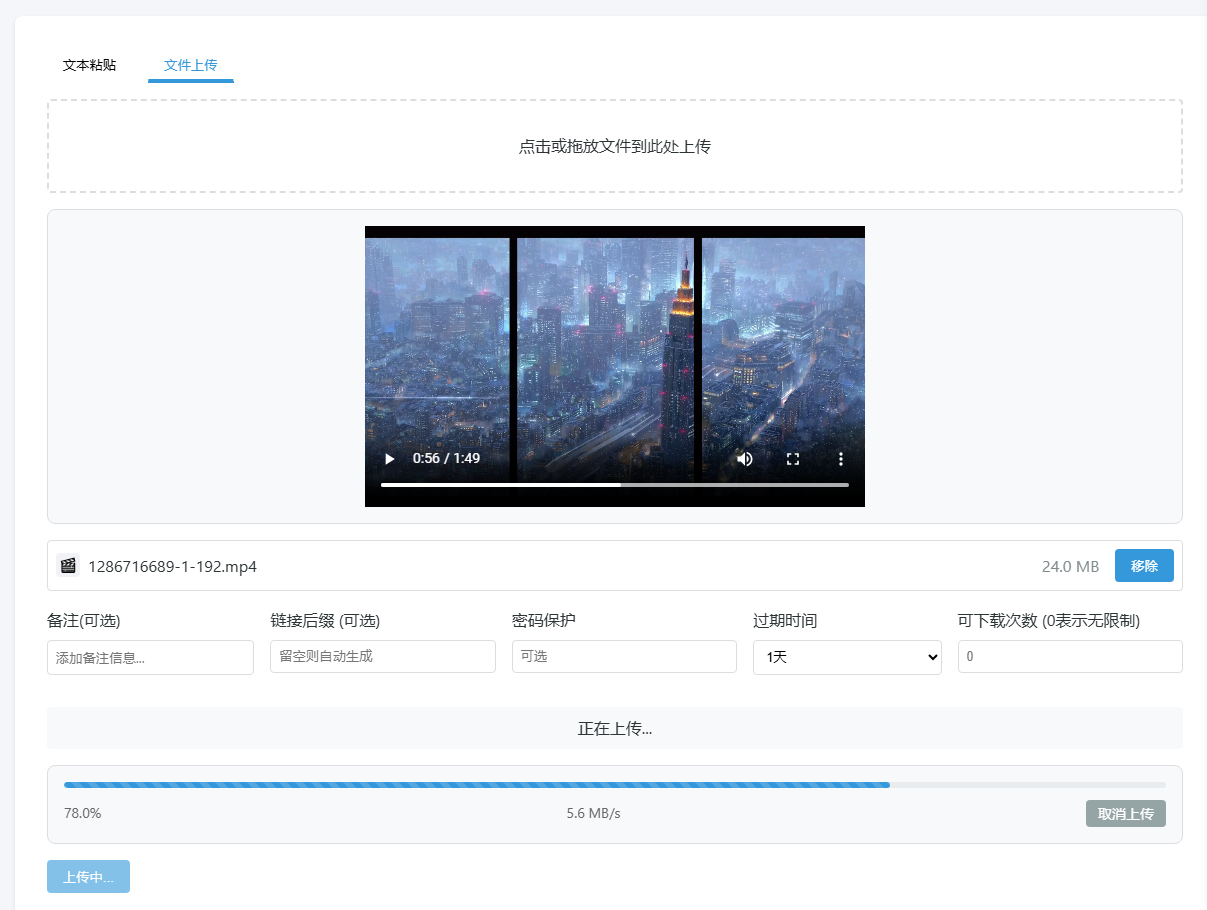 文本粘贴 文件上传
点击或拖放文件到此处上传
0:56 / 1:49
1286716689-1-192.mp4 24.0 MB 移除
备注(可选) 链接后缀 (可选) 密码保护 过期时间 可下载次数 (0表示无限制)
添加备注信息... 留空则自动生成 可选 1天 0
正在上传...
78.0% 5.6 MB/s 取消上传
上传中...